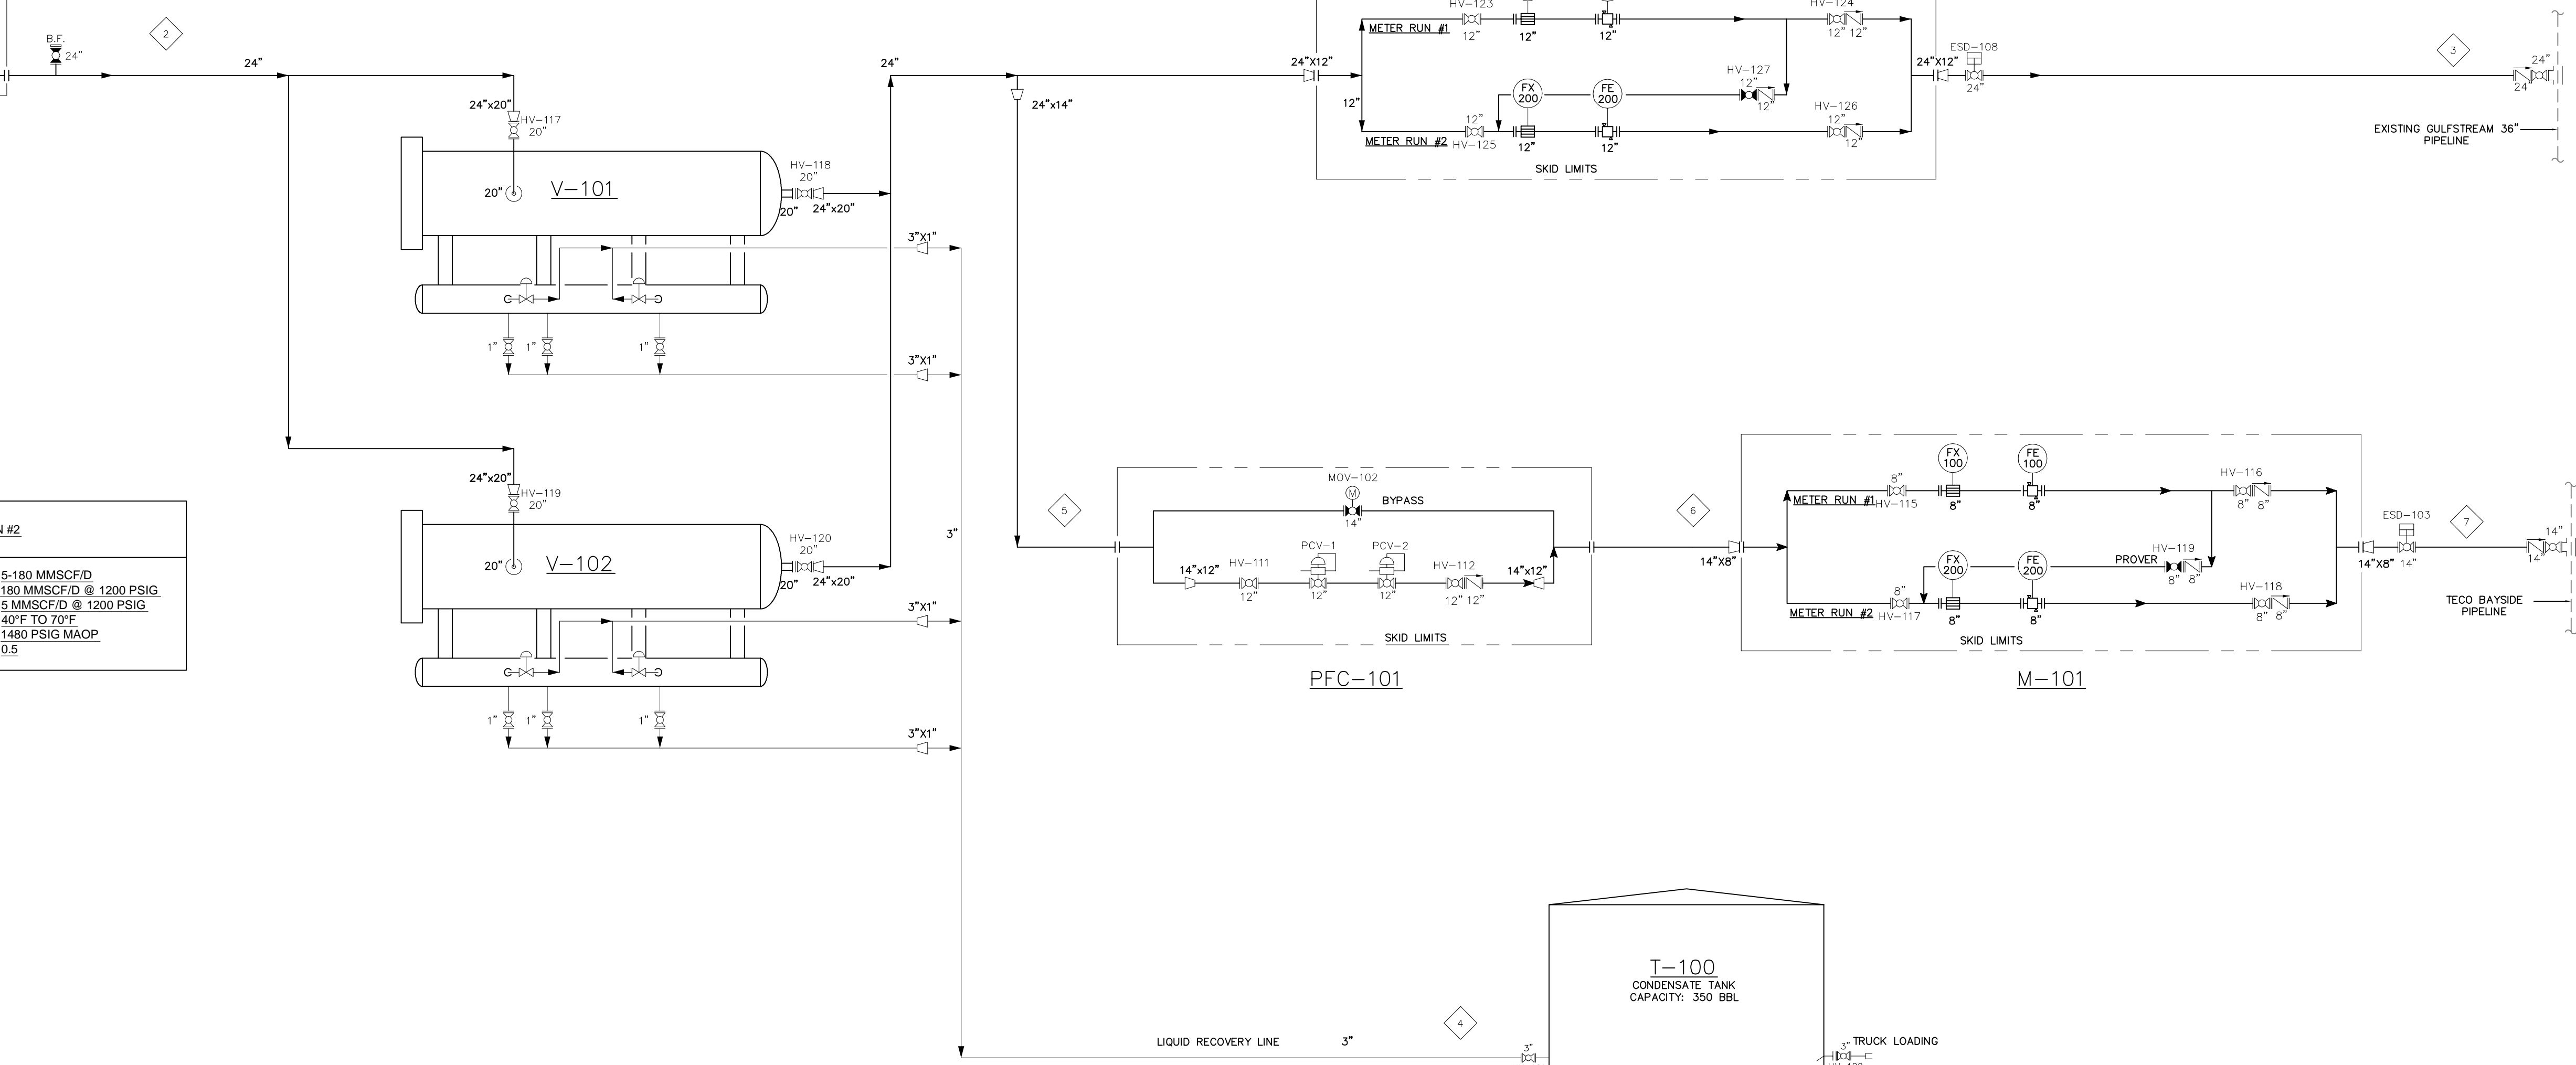 B.F.
24"
2
24"
24"x20"
HV-117
20"
20"
V-101
HV-118
20"
20"
24"x20"
3"X1"
1"
1"
1"
3"X1"
24"x20"
HV-119
20"
20"
V-102
HV-120
20"
20"
24"x20"
3"X1"
1"
1"
1"
3"X1"
3"
24"
24"x14"
24"X12"
HV-123
METER RUN #1
12"
12"
12"
HV-124
12"
12"
HV-127
12"
12"
FX
200
FE
200
12"
12"
METER RUN #2
HV-125
12"
12"
HV-126
12"
12"
SKID LIMITS
24"X12"
ESD-108
24"
3
24"
24"
EXISTING GULFSTREAM 36"
PIPELINE
#2
5-180 MMSCF/D
180 MMSCF/D @ 1200 PSIG
5 MMSCF/D @ 1200 PSIG
40°F TO 70°F
1480 PSIG MAOP
0.5
5
MOV-102
M
BYPASS
14"
14"x12"
HV-111
12"
PCV-1
12"
PCV-2
12"
HV-112
12"
12"
14"x12"
SKID LIMITS
PFC-101
6
14"X8"
FX
100
FE
100
METER RUN #1
8"
HV-115
8"
8"
HV-116
8"
8"
FX
200
FE
200
PROVER
HV-119
8"
8"
8"
METER RUN #2
HV-117
8"
8"
HV-118
8"
8"
SKID LIMITS
M-101
14"X8"
ESD-103
14"
7
14"
14"
TECO BAYSIDE
PIPELINE
T-100
CONDENSATE TANK
CAPACITY: 350 BBL
4
LIQUID RECOVERY LINE
3"
3"
3"
TRUCK LOADING